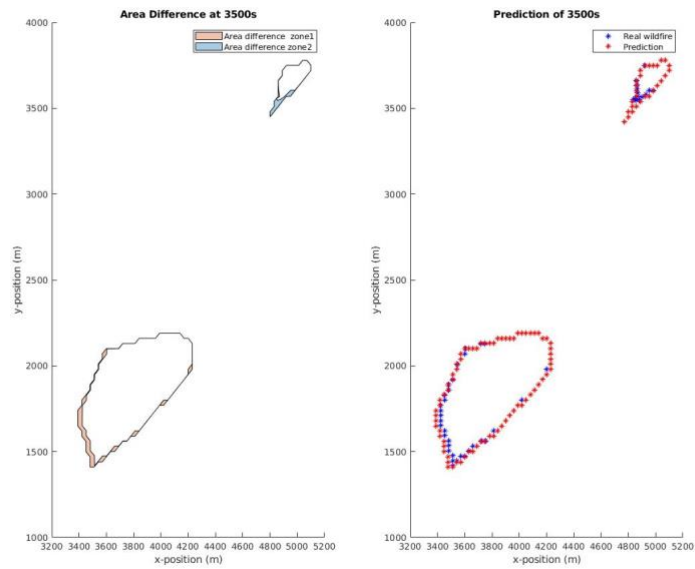 Area Difference at 3500s
Area difference zone1
Area difference zone2
4000
3500
3000
2500
2000
1500
1000
y-position (m)
3200 3400 3600 3800 4000 4200 4400 4600 4800 5000 5200
x-position (m)
Prediction of 3500s
Real wildfire
Prediction
4000
3500
3000
2500
2000
1500
1000
y-position (m)
3200 3400 3600 3800 4000 4200 4400 4600 4800 5000 5200
x-position (m)